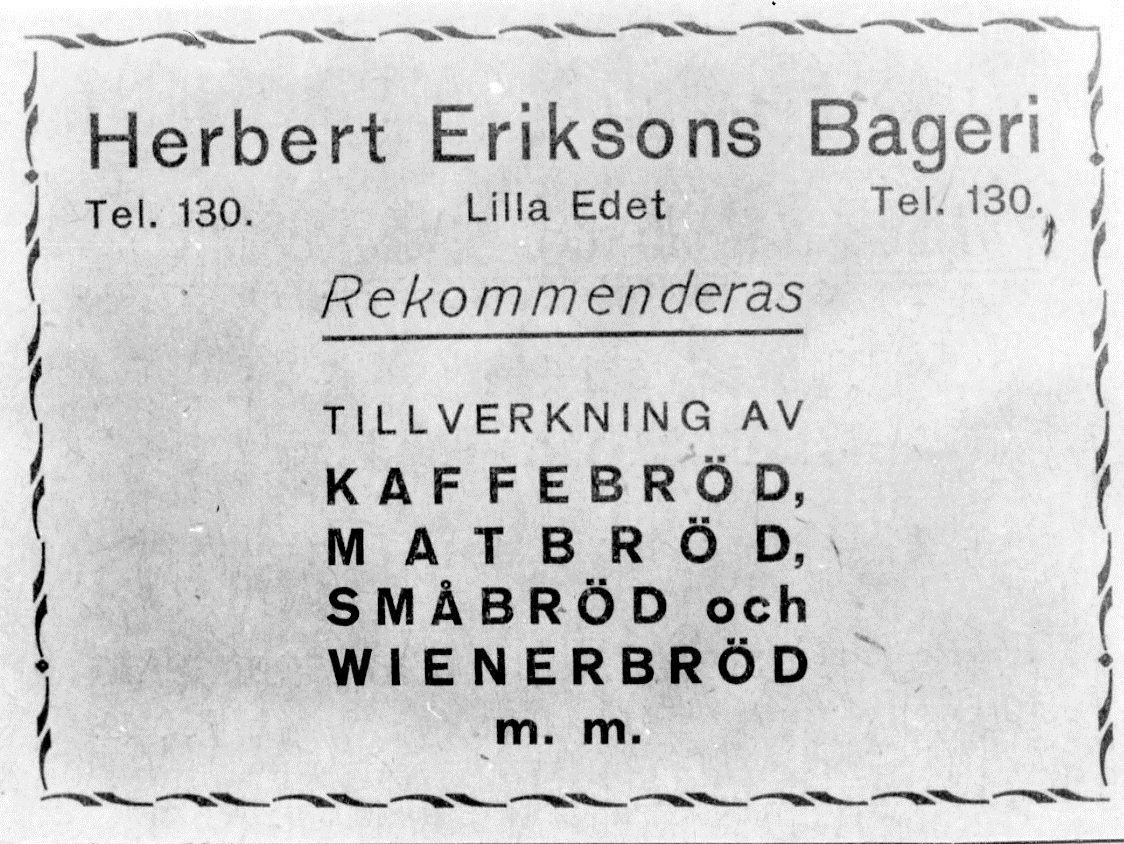 Herbert Eriksons Bageri
Tel. 130. Lilla Edet Tel. 130.
Rekommenderas
TILLVERKNING AV
KAFFEBRÖD,
MATBRÖD,
SMÅBRÖD och
WIENERBRÖD
m. m.